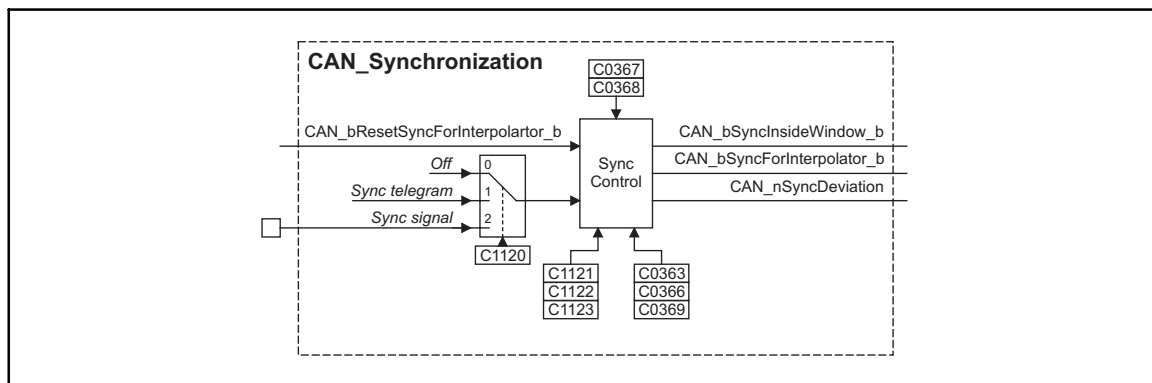 CAN_Synchronization
C0367
C0368
CAN_bResetSyncForInterpolartor_b
Off
0
Sync telegram
1
Sync signal
2
C1120
Sync
Control
CAN_bSyncInsideWindow_b
CAN_bSyncForInterpolator_b
CAN_nSyncDeviation
C1121
C1122
C1123
C0363
C0366
C0369